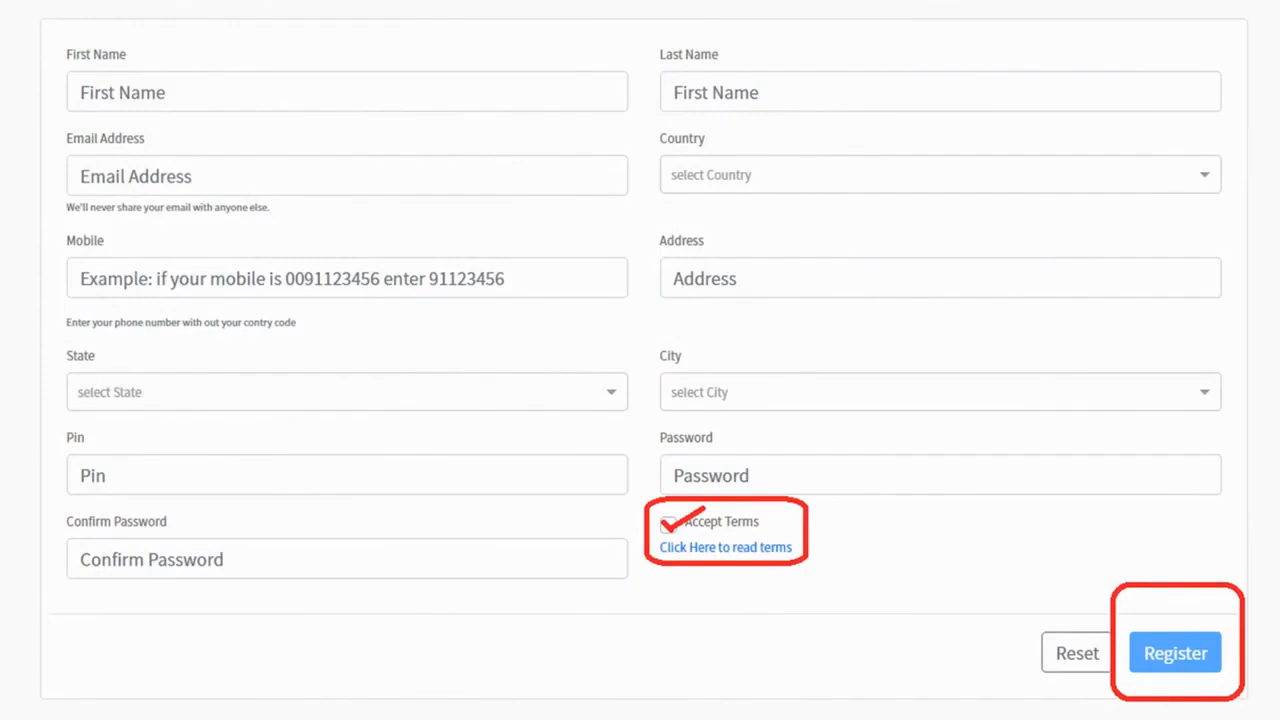 First Name
Last Name
First Name
First Name
Email Address
Country
Email Address
select Country
We'll never share your email with anyone else.
Mobile
Address
Example: if your mobile is 0091123456 enter 91123456
Address
Enter your phone number with out your contry code
State
City
select State
select City
Pin
Password
Pin
Password
Confirm Password
Accept Terms
Click Here to read terms
Confirm Password
Reset
Register